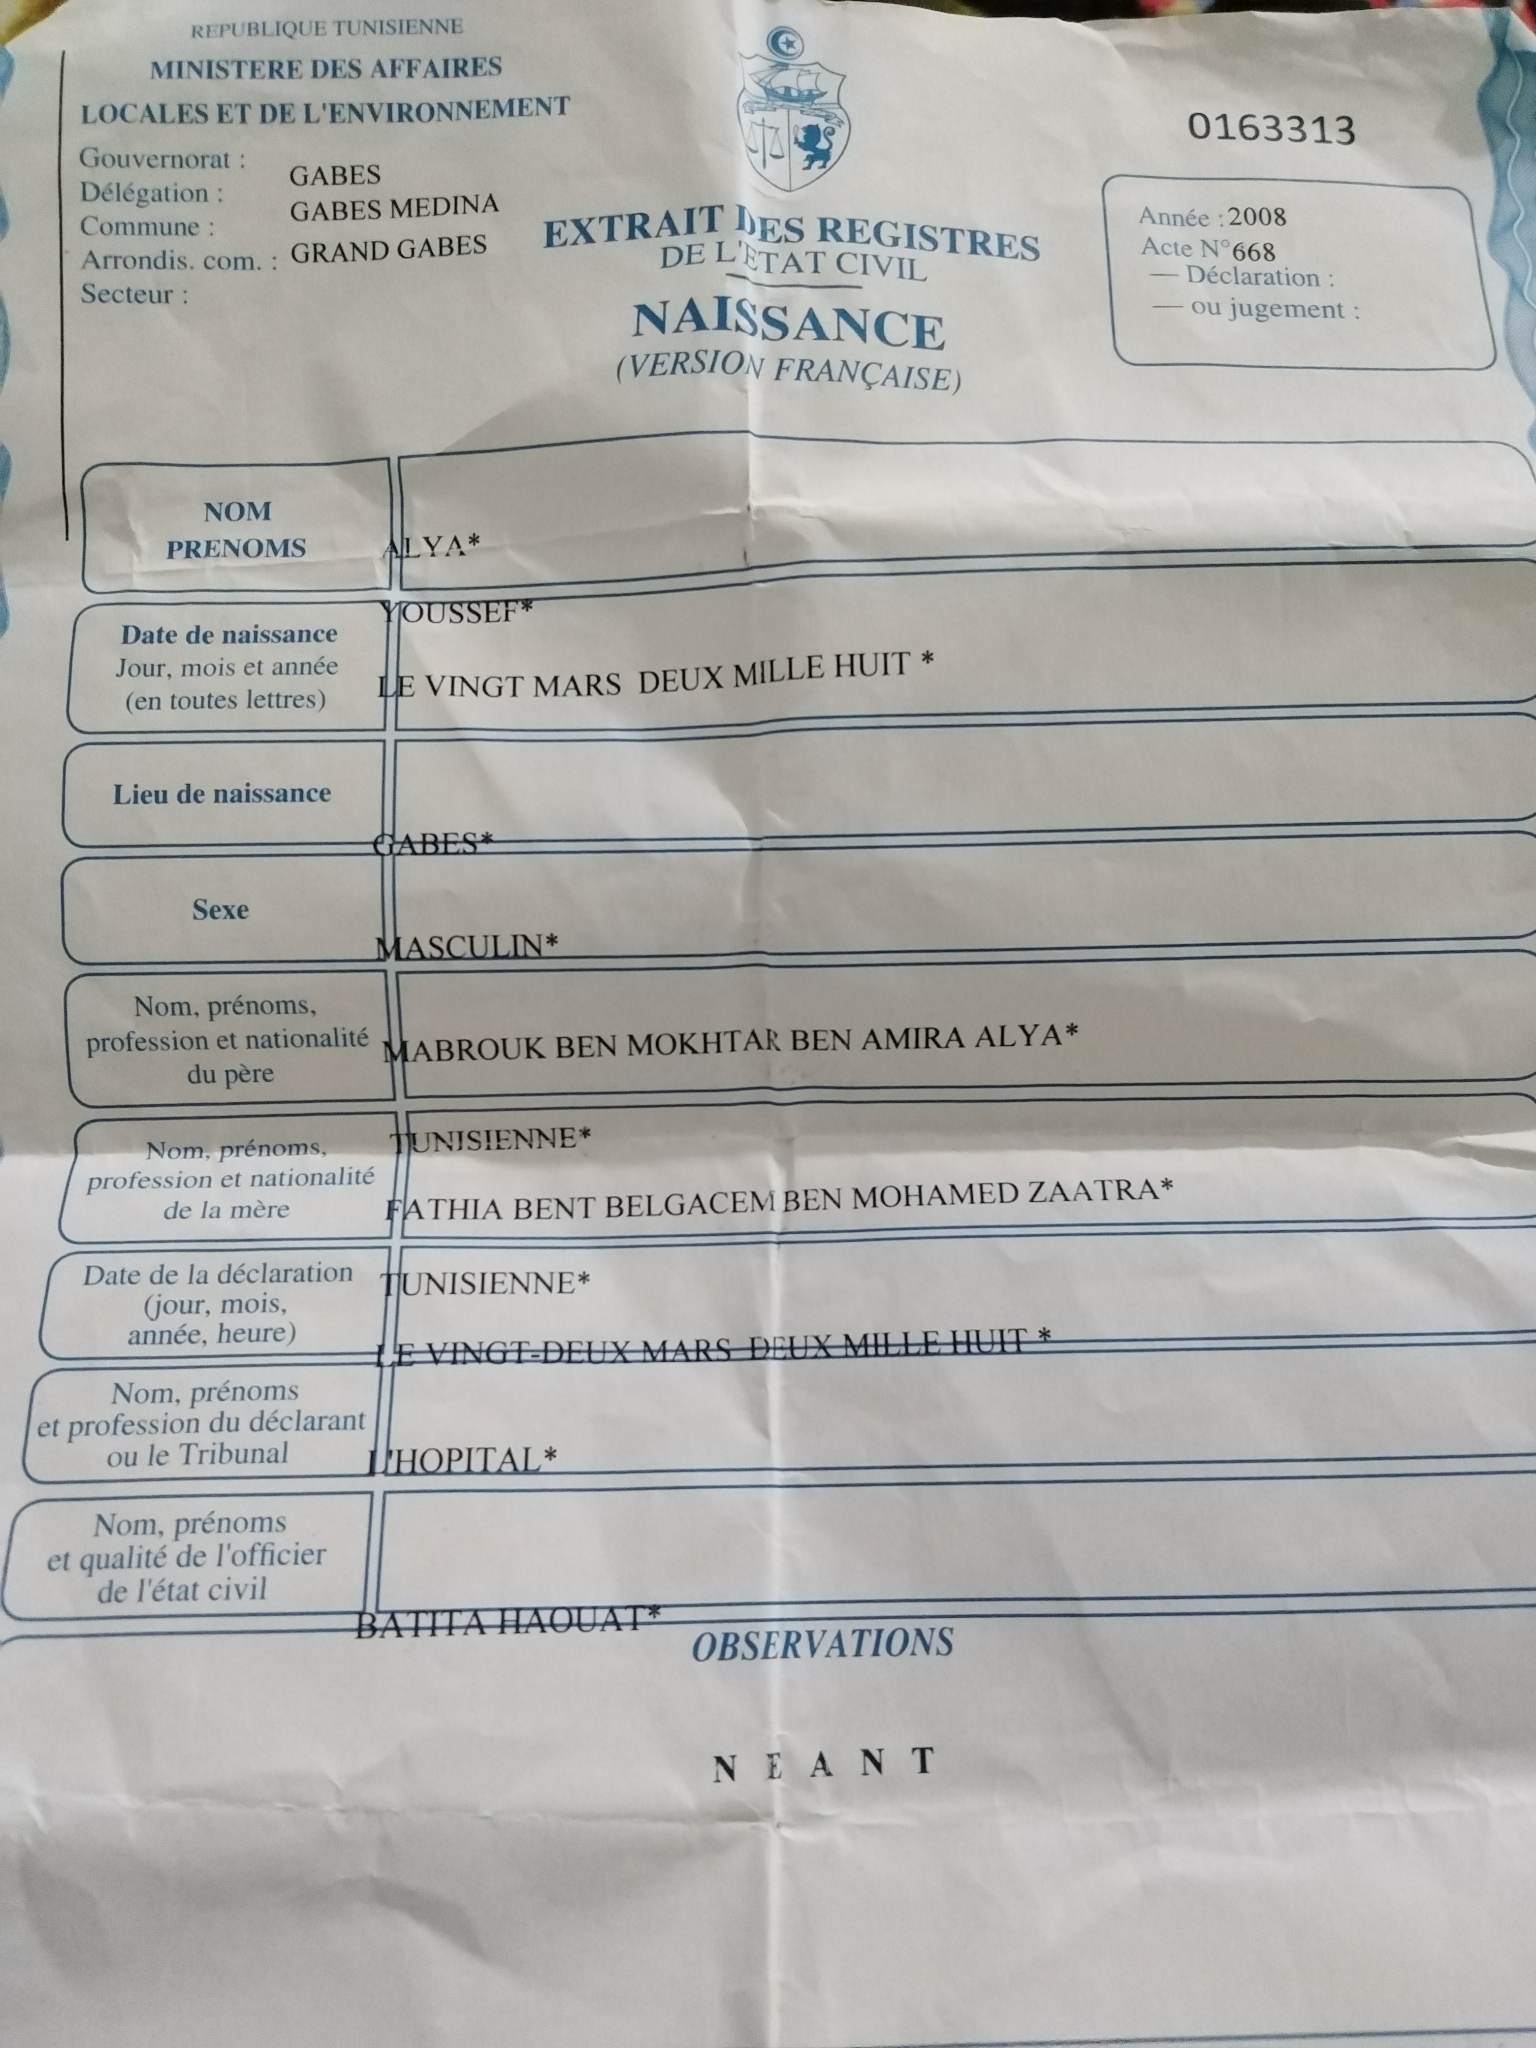 REPUBLIQUE TUNISIENNE
MINISTERE DES AFFAIRES
LOCALES ET DE L'ENVIRONNEMENT
Gouvernorat : GABES
Délégation : GABES MEDINA
Commune : GRAND GABES
Arrondis. com. :
Secteur :
EXTRAIT DES REGISTRES
DE L'ETAT CIVIL
NAISSANCE
(VERSION FRANÇAISE)
0163313
Année : 2008
Acte N° 668
— Déclaration :
— ou jugement :
NOM
PRENOMS
ALYA*
YOUSSEF*
Date de naissance
Jour, mois et année
(en toutes lettres)
LE VINGT MARS DEUX MILLE HUIT *
Lieu de naissance
GABES*
Sexe
MASCULIN*
Nom, prénoms,
profession et nationalité
du père
MABROUK BEN MOKHTAR BEN AMIRA ALYA*
TUNISIENNE*
Nom, prénoms,
profession et nationalité
de la mère
FATHIA BENT BELGACEM BEN MOHAMED ZAATRA*
TUNISIENNE*
Date de la déclaration
(jour, mois,
année, heure)
LE VINGT-DEUX MARS DEUX MILLE HUIT *
Nom, prénoms
et profession du déclarant
ou le Tribunal
L'HOPITAL*
Nom, prénoms
et qualité de l'officier
de l'état civil
BATITA HAOUAT*
OBSERVATIONS
N E A N T